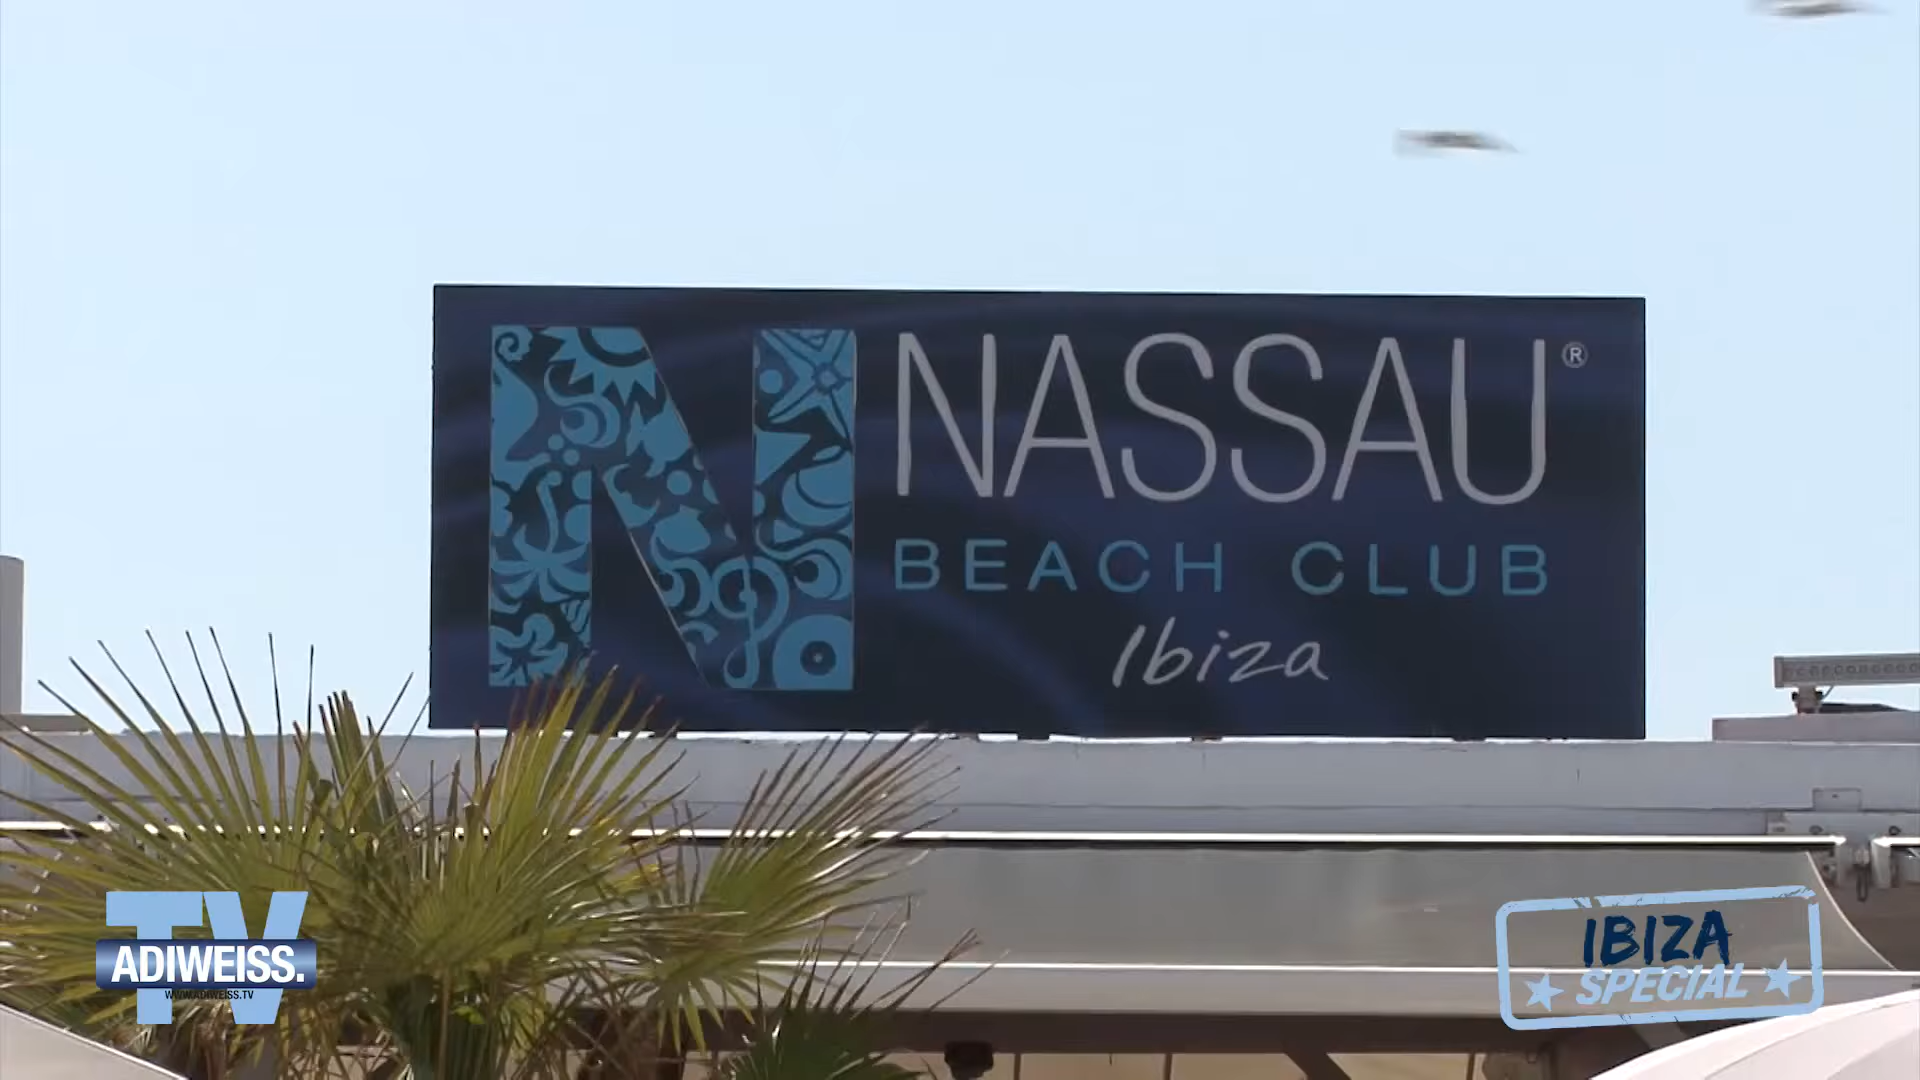 N NASSAU®
BEACH CLUB
Ibiza
TV
ADIWEISS.
WWW.ADIWEISS.TV
IBIZA
SPECIAL